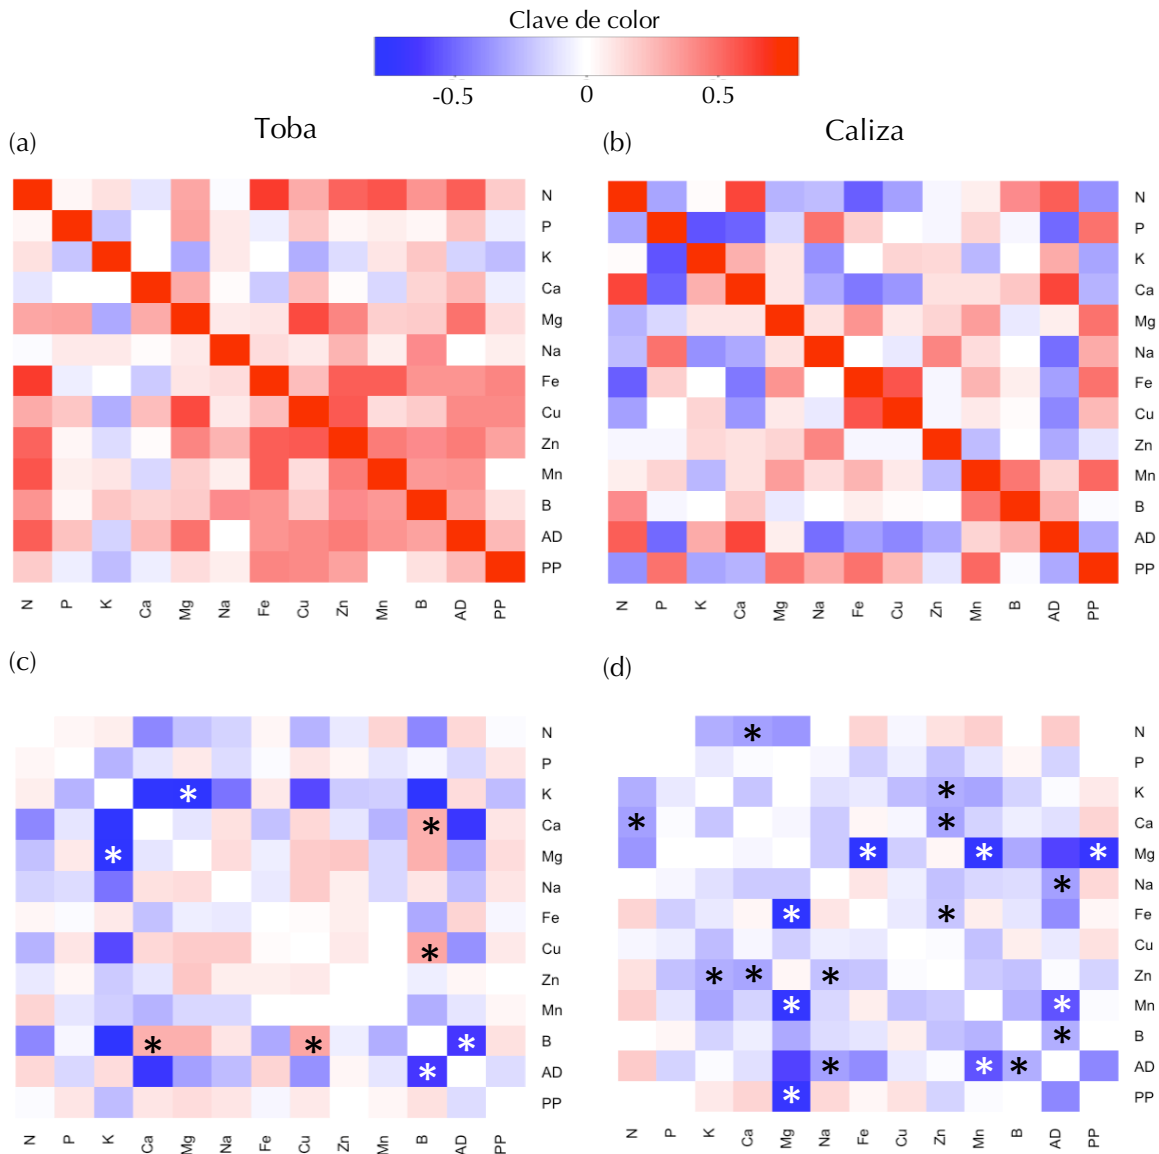 Clave de color
-0.5 0 0.5
(a) Toba (b) Caliza
N
P
K
Ca
Mg
Na
Fe
Cu
Zn
Mn
B
AD
PP
N P K Ca Mg Na Fe Cu Zn Mn B AD PP
N
P
K
Ca
Mg
Na
Fe
Cu
Zn
Mn
B
AD
PP
N P K Ca Mg Na Fe Cu Zn Mn B AD PP
(c) (d)
N
P
K
Ca
Mg
Na
Fe
Cu
Zn
Mn
B
AD
PP
N P K Ca Mg Na Fe Cu Zn Mn B AD PP
N
P
K
Ca
Mg
Na
Fe
Cu
Zn
Mn
B
AD
PP
N P K Ca Mg Na Fe Cu Zn Mn B AD PP